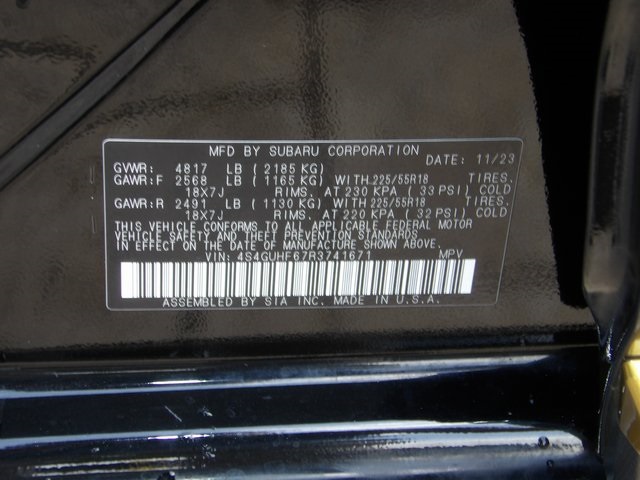 MFD BY SUBARU CORPORATION
DATE: 11/23
GVWR: 4817 LB (2185 KG)
GAWR:F 2568 LB (1165 KG) WITH 225/55R18 TIRES,
18X7J RIMS, AT 230 KPA (33 PSI) COLD
GAWR:R 2491 LB (1130 KG) WITH 225/55R18 TIRES,
18X7J RIMS, AT 220 KPA (32 PSI) COLD
THIS VEHICLE CONFORMS TO ALL APPLICABLE FEDERAL MOTOR
VEHICLE SAFETY AND THEFT PREVENTION STANDARDS
IN EFFECT ON THE DATE OF MANUFACTURE SHOWN ABOVE.
VIN: 4S4GUHF67R3741671 MPV
ASSEMBLED BY SIA INC. MADE IN U.S.A.